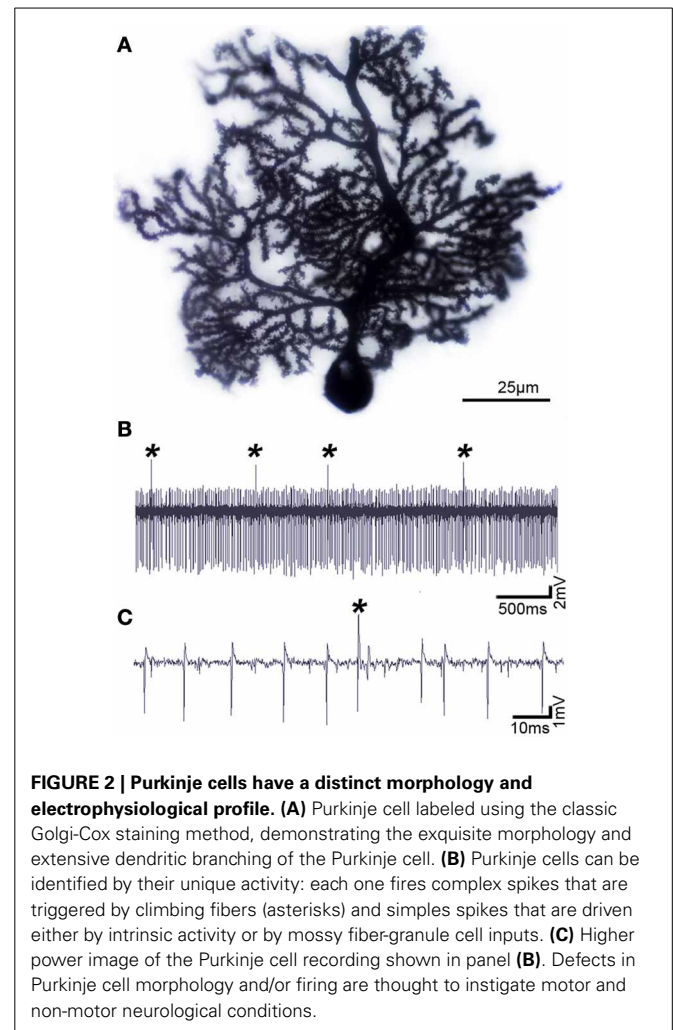 A
25µm
B
* * * *
500ms
2mV
C
*
10ms
1mV
FIGURE 2 | Purkinje cells have a distinct morphology and
electrophysiological profile. (A) Purkinje cell labeled using the classic
Golgi-Cox staining method, demonstrating the exquisite morphology and
extensive dendritic branching of the Purkinje cell. (B) Purkinje cells can be
identified by their unique activity: each one fires complex spikes that are
triggered by climbing fibers (asterisks) and simples spikes that are driven
either by intrinsic activity or by mossy fiber-granule cell inputs. (C) Higher
power image of the Purkinje cell recording shown in panel (B). Defects in
Purkinje cell morphology and/or firing are thought to instigate motor and
non-motor neurological conditions.